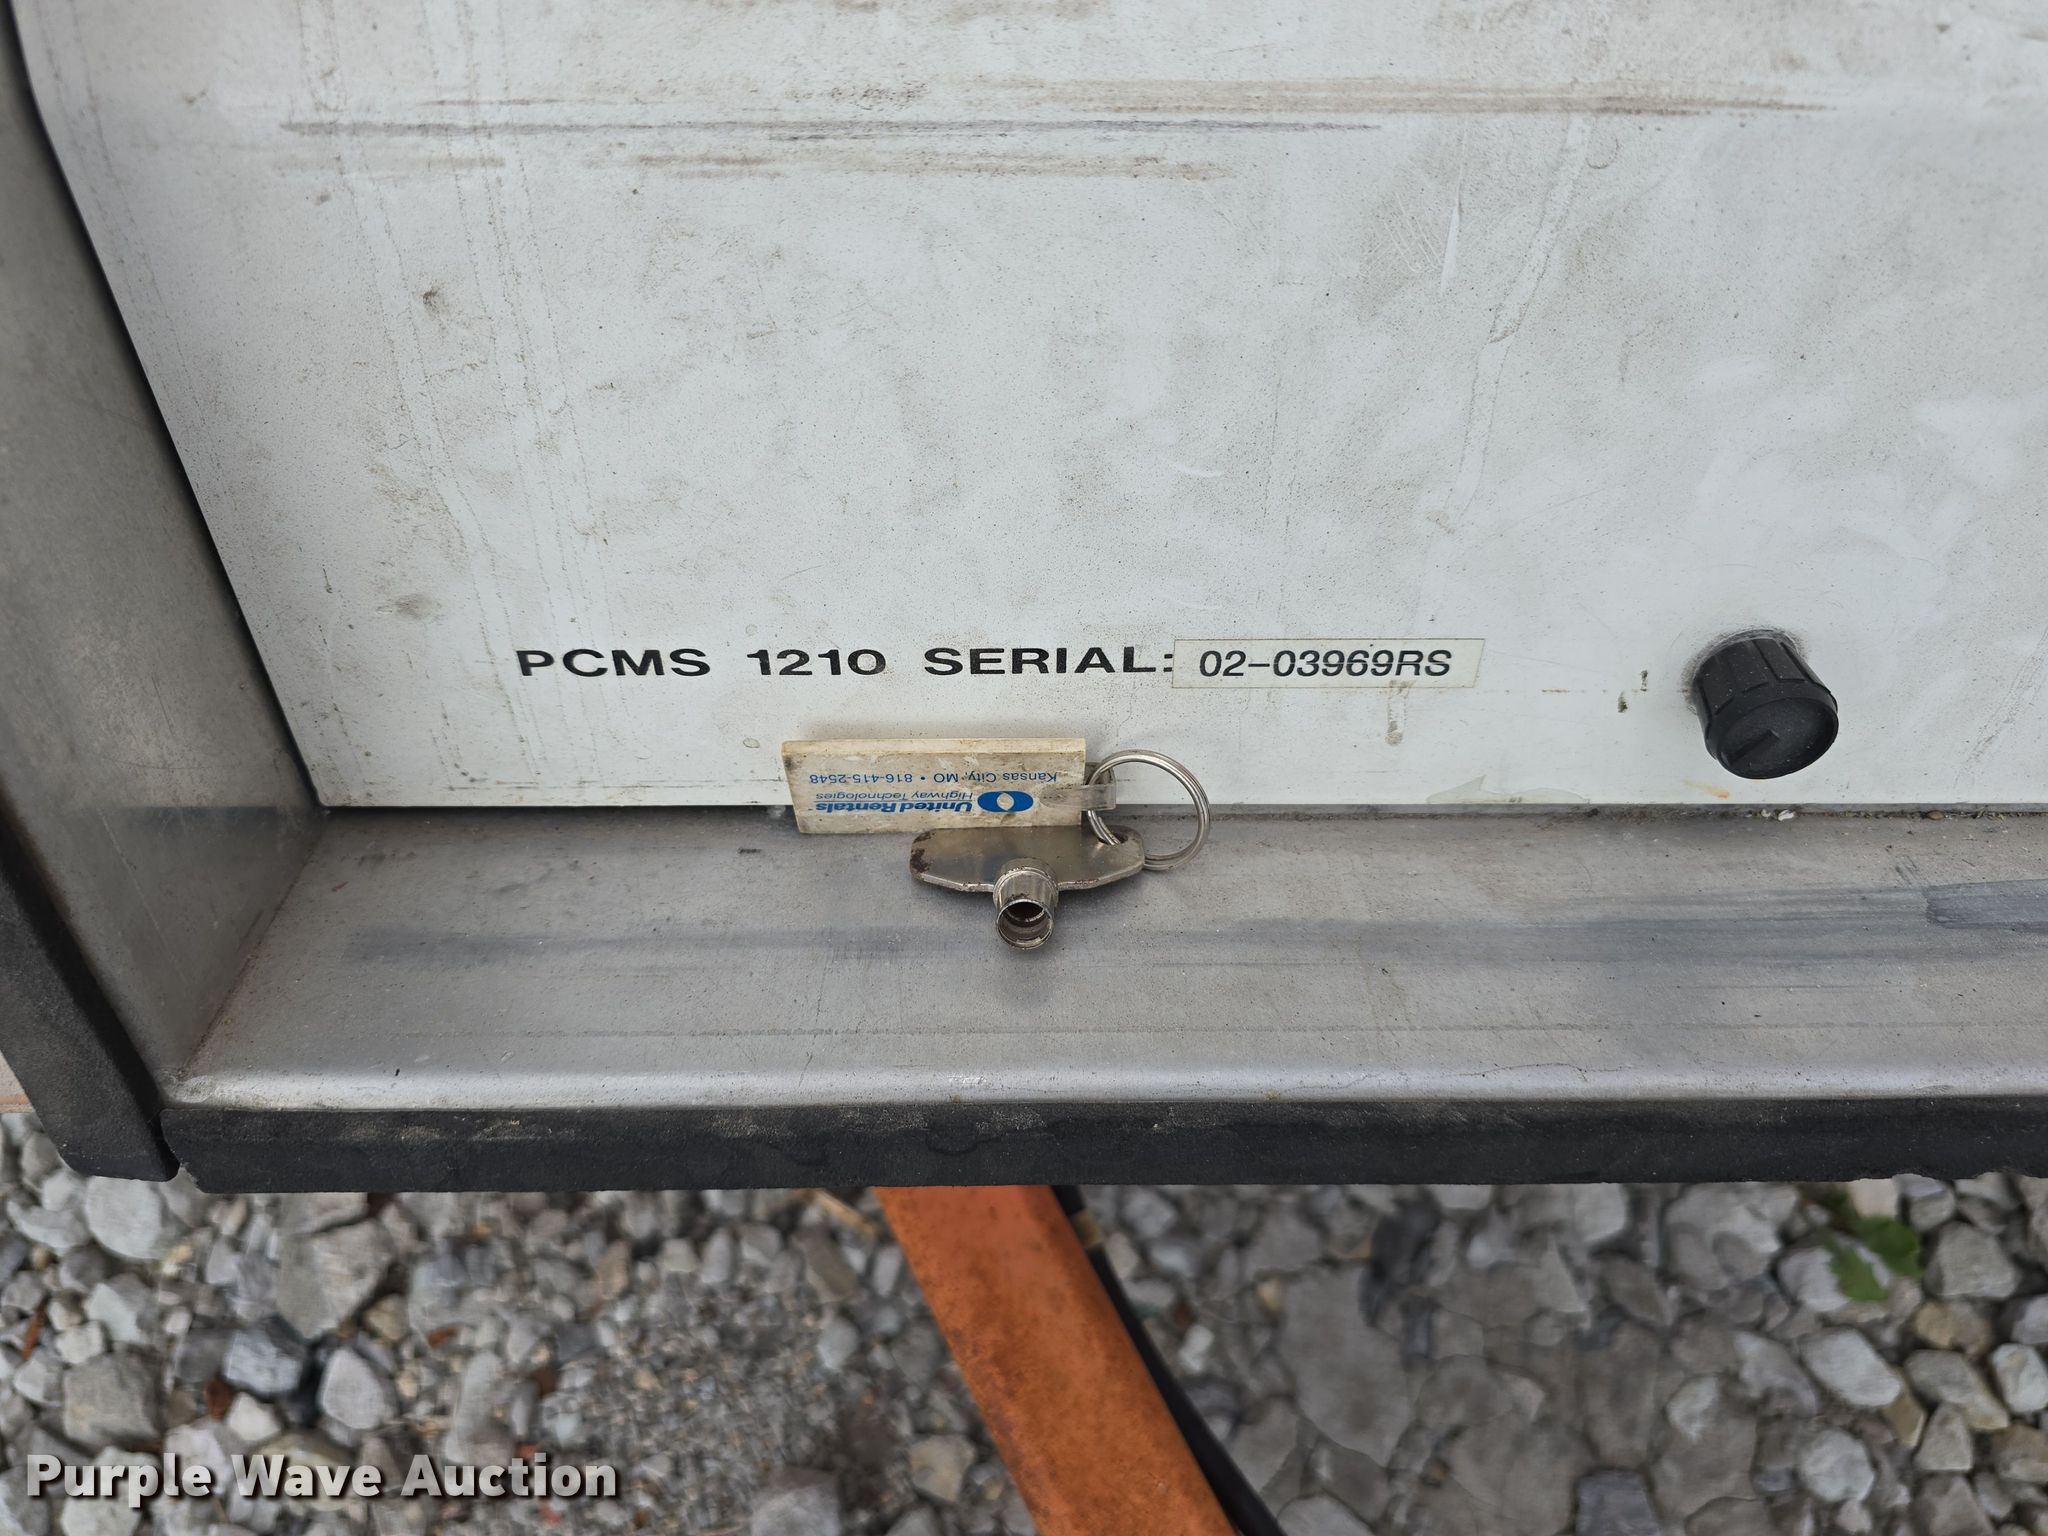 PCMS 1210 SERIAL: 02-03969RS
United Rentals
Highway Technologies
Kansas City, MO • 816-415-2548
Purple Wave Auction